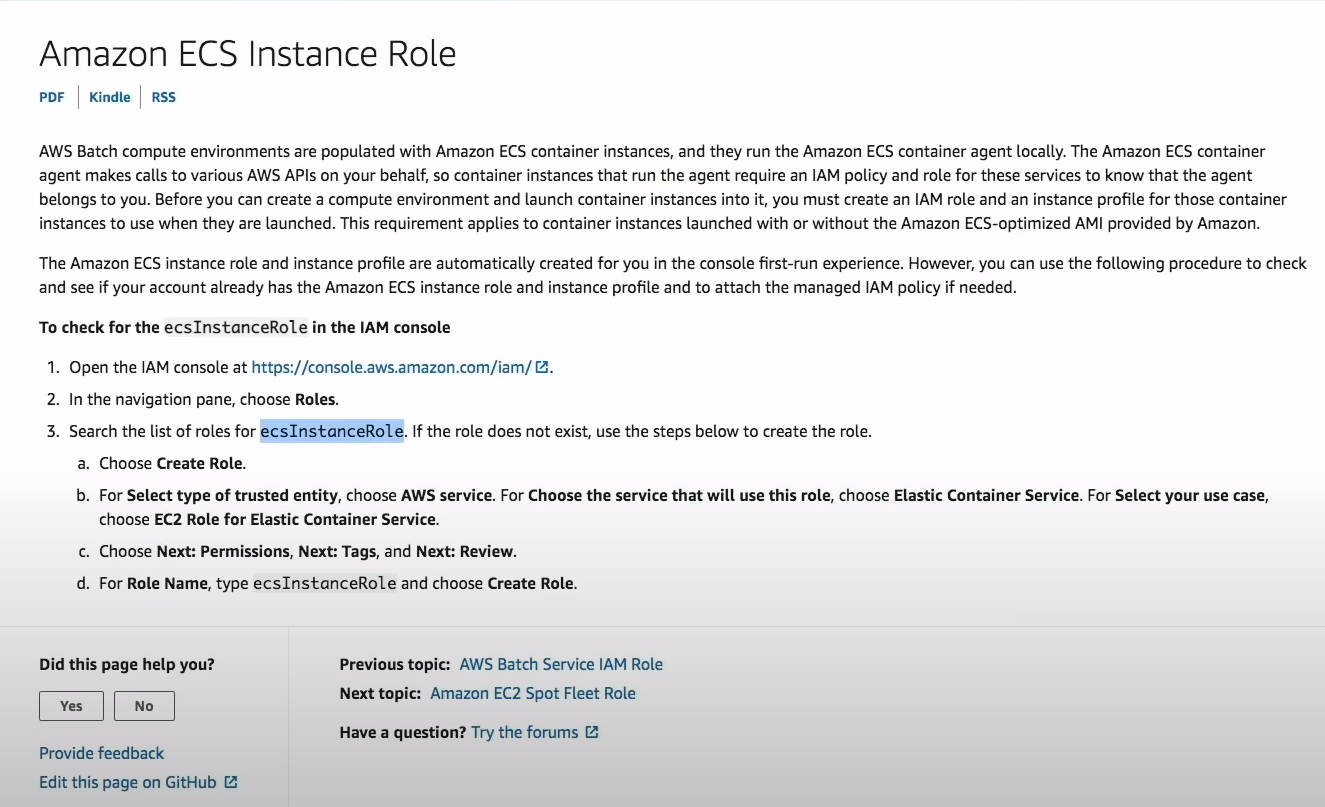 Amazon ECS Instance Role
PDF Kindle RSS
AWS Batch compute environments are populated with Amazon ECS container instances, and they run the Amazon ECS container agent locally. The Amazon ECS container
agent makes calls to various AWS APIs on your behalf, so container instances that run the agent require an IAM policy and role for these services to know that the agent
belongs to you. Before you can create a compute environment and launch container instances into it, you must create an IAM role and an instance profile for those container
instances to use when they are launched. This requirement applies to container instances launched with or without the Amazon ECS-optimized AMI provided by Amazon.
The Amazon ECS instance role and instance profile are automatically created for you in the console first-run experience. However, you can use the following procedure to check
and see if your account already has the Amazon ECS instance role and instance profile and to attach the managed IAM policy if needed.
To check for the ecsInstanceRole in the IAM console
1. Open the IAM console at https://console.aws.amazon.com/iam/.
2. In the navigation pane, choose Roles.
3. Search the list of roles for ecsInstanceRole. If the role does not exist, use the steps below to create the role.
a. Choose Create Role.
b. For Select type of trusted entity, choose AWS service. For Choose the service that will use this role, choose Elastic Container Service. For Select your use case,
choose EC2 Role for Elastic Container Service.
c. Choose Next: Permissions, Next: Tags, and Next: Review.
d. For Role Name, type ecsInstanceRole and choose Create Role.
Did this page help you?
Yes No
Provide feedback
Edit this page on GitHub
Previous topic: AWS Batch Service IAM Role
Next topic: Amazon EC2 Spot Fleet Role
Have a question? Try the forums